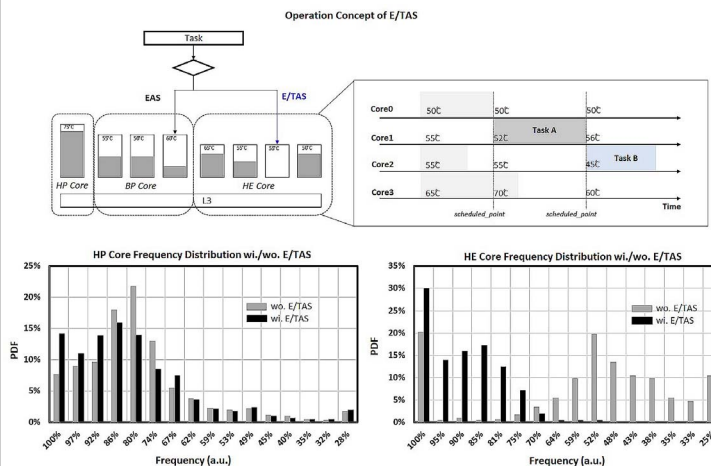 Operation Concept of E/TAS
Task
EAS
E/TAS
75℃
55℃
50℃
60℃
65℃
55℃
55℃
50℃
HP Core
BP Core
HE Core
L3
Core0
50℃
50℃
50℃
Core1
55℃
52℃
Task A
56℃
Core2
55℃
55℃
45℃
Task B
Core3
65℃
70℃
60℃
Time
scheduled_point
scheduled_point
HP Core Frequency Distribution wi./wo. E/TAS
25%
20%
15%
10%
5%
0%
PDF
wo. E/TAS
wi. E/TAS
100% 97% 92% 86% 80% 74% 67% 62% 59% 53% 49% 45% 40% 35% 32% 28%
Frequency (a.u.)
HE Core Frequency Distribution wi./wo. E/TAS
35%
30%
25%
20%
15%
10%
5%
0%
PDF
wo. E/TAS
wi. E/TAS
100% 95% 90% 85% 81% 75% 70% 64% 59% 52% 48% 43% 38% 35% 33% 25%
Frequency (a.u.)